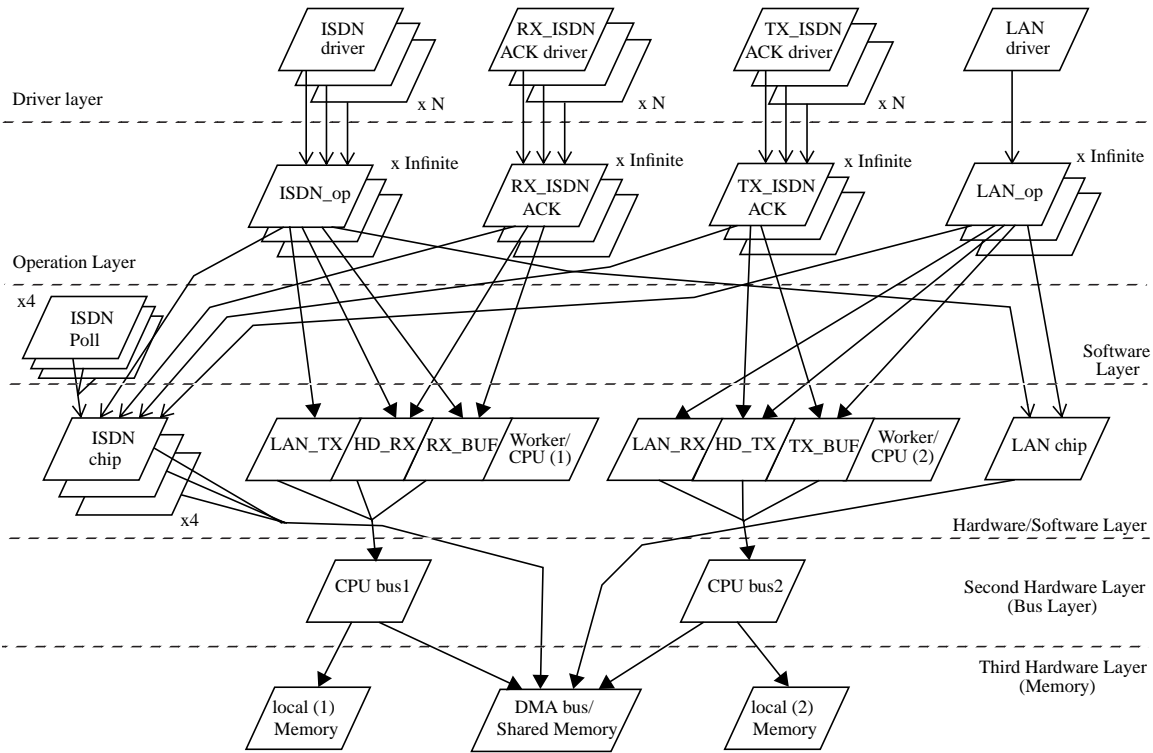 ISDN
driver
RX_ISDN
ACK driver
TX_ISDN
ACK driver
LAN
driver
Driver layer
x N
x N
x N
x Infinite
x Infinite
x Infinite
x Infinite
ISDN_op
RX_ISDN
ACK
TX_ISDN
ACK
LAN_op
Operation Layer
x4
ISDN
Poll
Software
Layer
ISDN
chip
x4
LAN_TX
HD_RX
RX_BUF
Worker/
CPU (1)
LAN_RX
HD_TX
TX_BUF
Worker/
CPU (2)
LAN chip
Hardware/Software Layer
CPU bus1
CPU bus2
Second Hardware Layer
(Bus Layer)
Third Hardware Layer
(Memory)
local (1)
Memory
DMA bus/
Shared Memory
local (2)
Memory